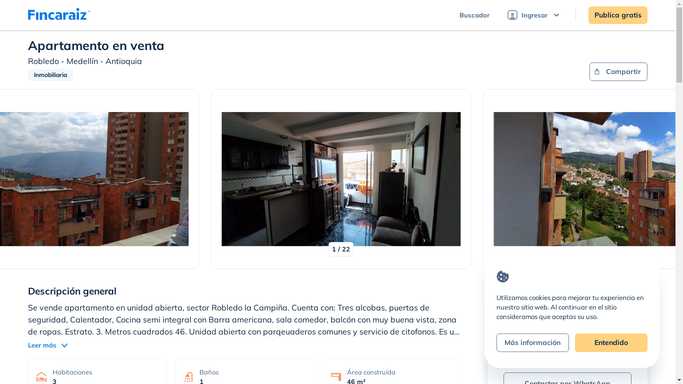 Fincaraiz
Buscador
Ingresar
Publica gratis
Apartamento en venta
Robledo - Medellín - Antioquia
Inmobiliaria
Compartir
1 / 22
Descripción general
Se vende apartamento en unidad abierta, sector Robledo la Campiña. Cuenta con: Tres alcobas, puertas de
seguridad, Calentador, Cocina semi integral con Barra americana, sala comedor, balcón con muy buena vista, zona
de ropas. Estrato. 3. Metros cuadrados 46. Unidad abierta con parqueaderos comunes y servicio de citofonos. Es u...
Leer más
Habitaciones
3
Baños
1
Área construida
46 m²
Utilizamos cookies para mejorar tu experiencia en
nuestro sitio web. Al continuar en el sitio
consideramos que aceptas su uso.
Más información
Entendido
Contactar por WhatsApp